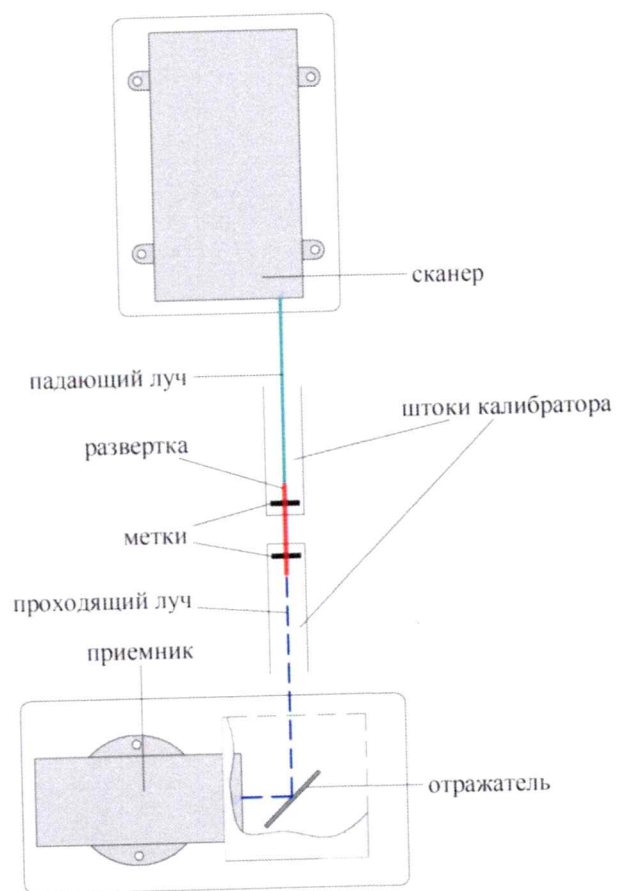 сканер
падающий луч
штоки калибратора
развертка
метки
проходящий луч
приемник
отражатель